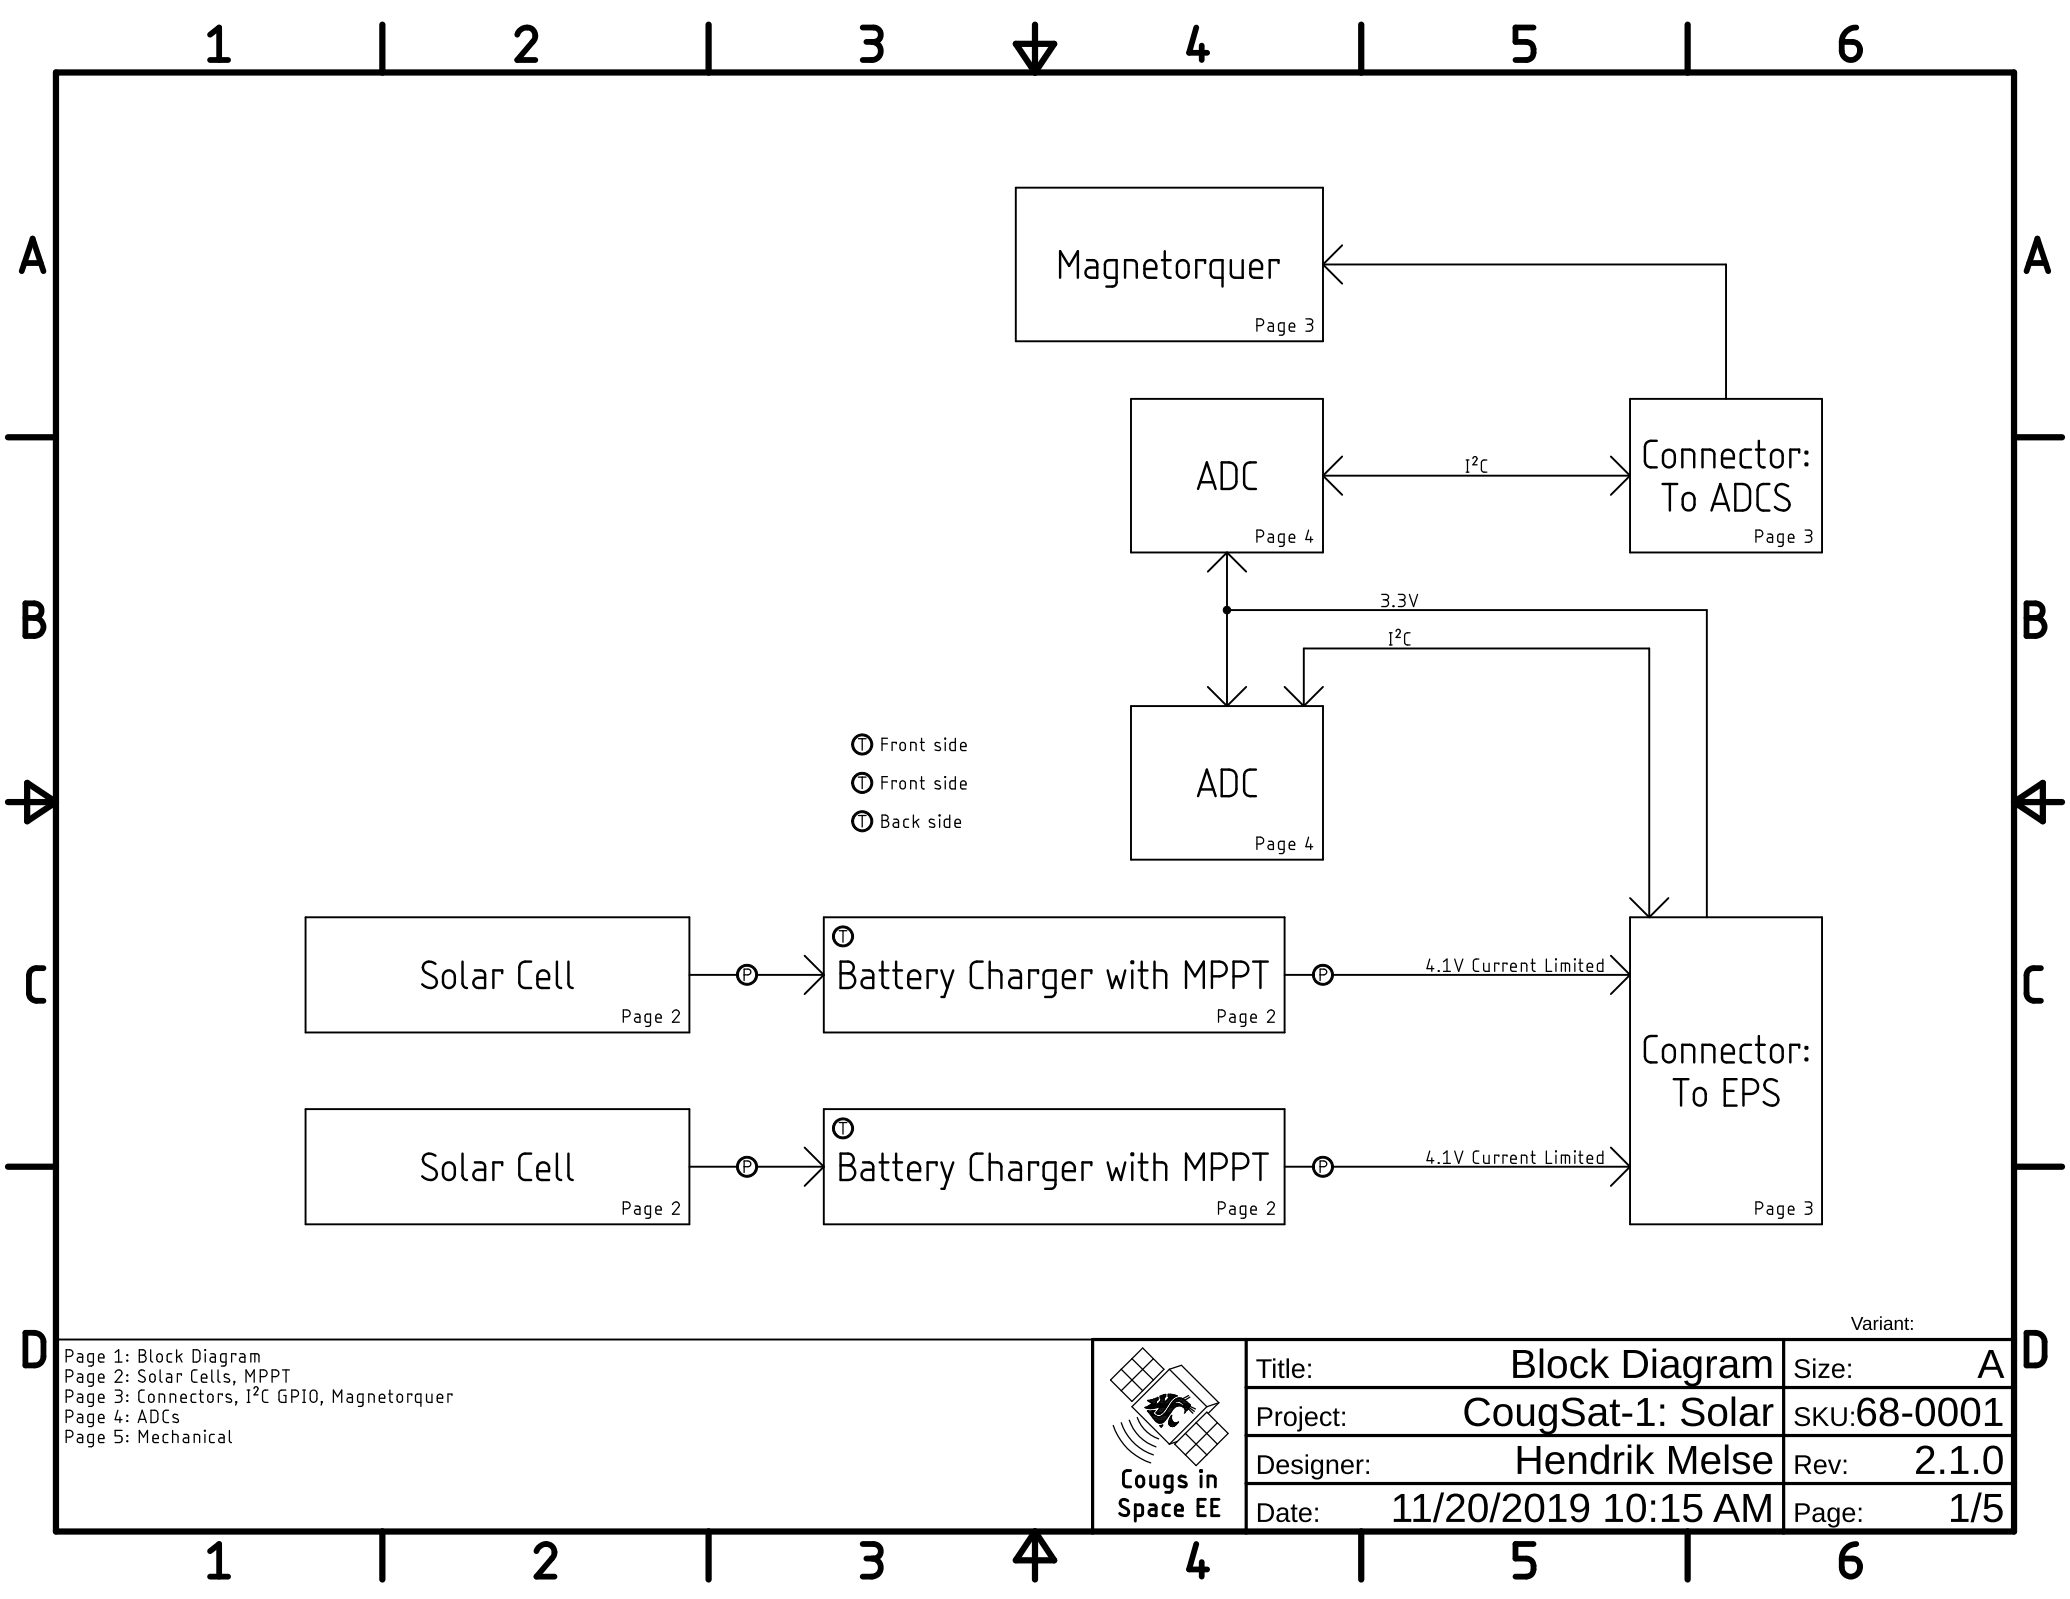 1 2 3 4 5 6
A A
Magnetorquer
Page 3
ADC
Page 4
I²C
Connector:
To ADCS
Page 3
B B
3.3V
I²C
T Front side
T Front side
T Back side
ADC
Page 4
C C
Solar Cell
Page 2
P
T
Battery Charger with MPPT
Page 2
P
4.1V Current Limited
Connector:
To EPS
Page 3
Solar Cell
Page 2
P
T
Battery Charger with MPPT
Page 2
P
4.1V Current Limited
D D
Variant:
Page 1: Block Diagram
Page 2: Solar Cells, MPPT
Page 3: Connectors, I²C GPIO, Magnetorquer
Page 4: ADCs
Page 5: Mechanical
Cougs in
Space EE
Title: Block Diagram
Size: A
Project: CougSat-1: Solar
SKU: 68-0001
Designer: Hendrik Melse
Rev: 2.1.0
Date: 11/20/2019 10:15 AM
Page: 1/5
1 2 3 4 5 6